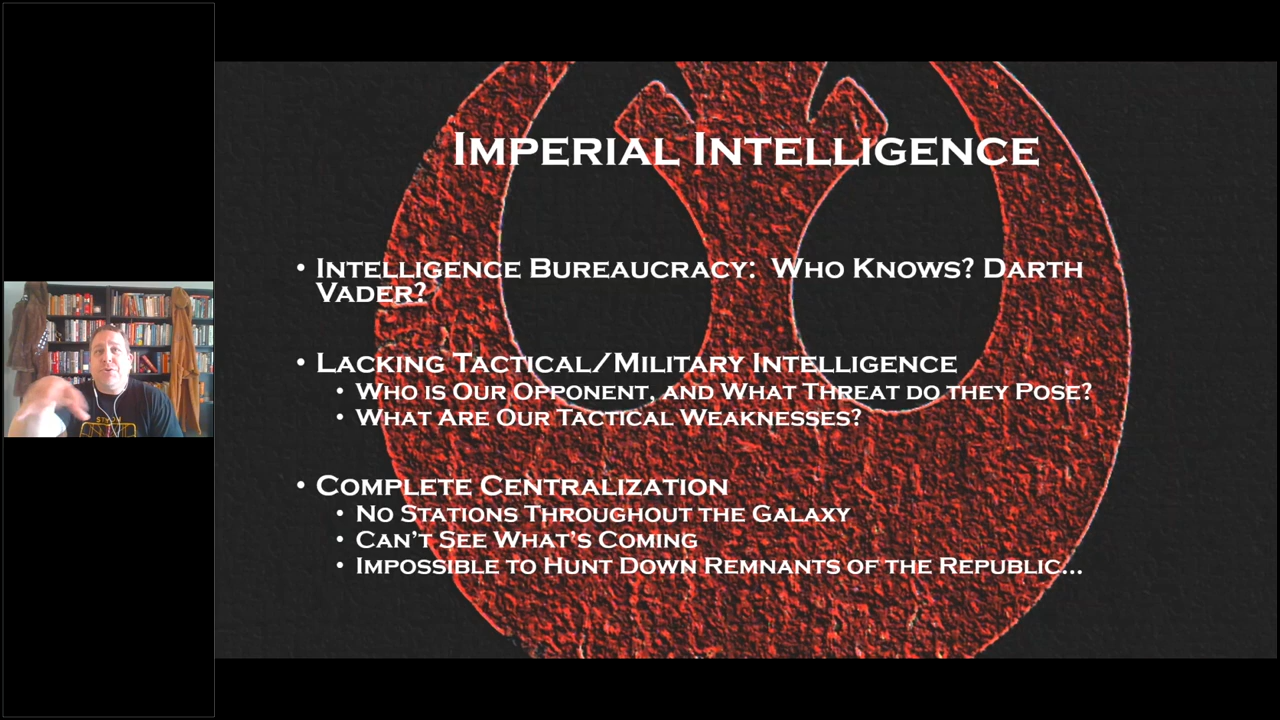 Imperial Intelligence
• Intelligence Bureaucracy: Who Knows? Darth
Vader?
• Lacking Tactical/Military Intelligence
• Who is Our Opponent, and What Threat do they Pose?
• What Are Our Tactical Weaknesses?
• Complete Centralization
• No Stations Throughout the Galaxy
• Can't See What's Coming
• Impossible to Hunt Down Remnants of the Republic...